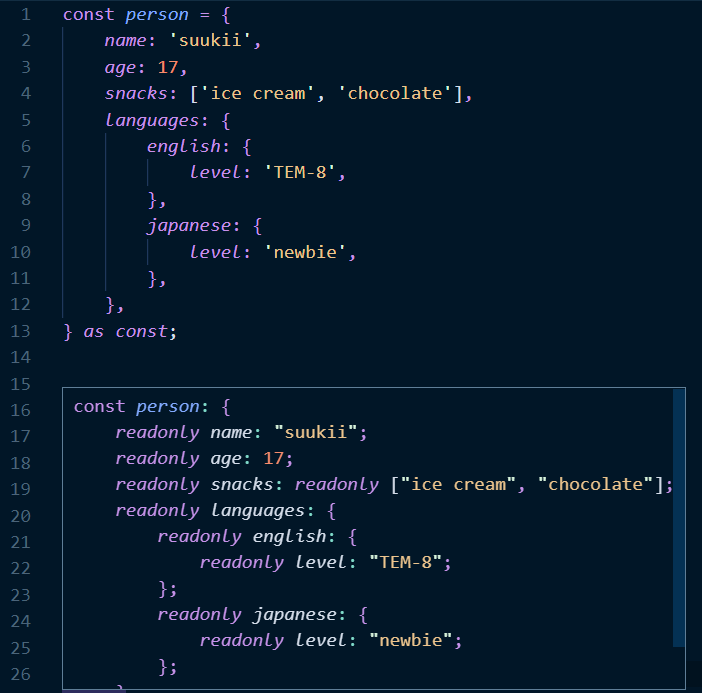 1 const person = {
2 name: 'suukii',
3 age: 17,
4 snacks: ['ice cream', 'chocolate'],
5 languages: {
6 english: {
7 level: 'TEM-8',
8 },
9 japanese: {
10 level: 'newbie',
11 },
12 },
13 } as const;
14
15
16 const person: {
17 readonly name: "suukii";
18 readonly age: 17;
19 readonly snacks: readonly ["ice cream", "chocolate"];
20 readonly languages: {
21 readonly english: {
22 readonly level: "TEM-8";
23 };
24 readonly japanese: {
25 readonly level: "newbie";
26 };